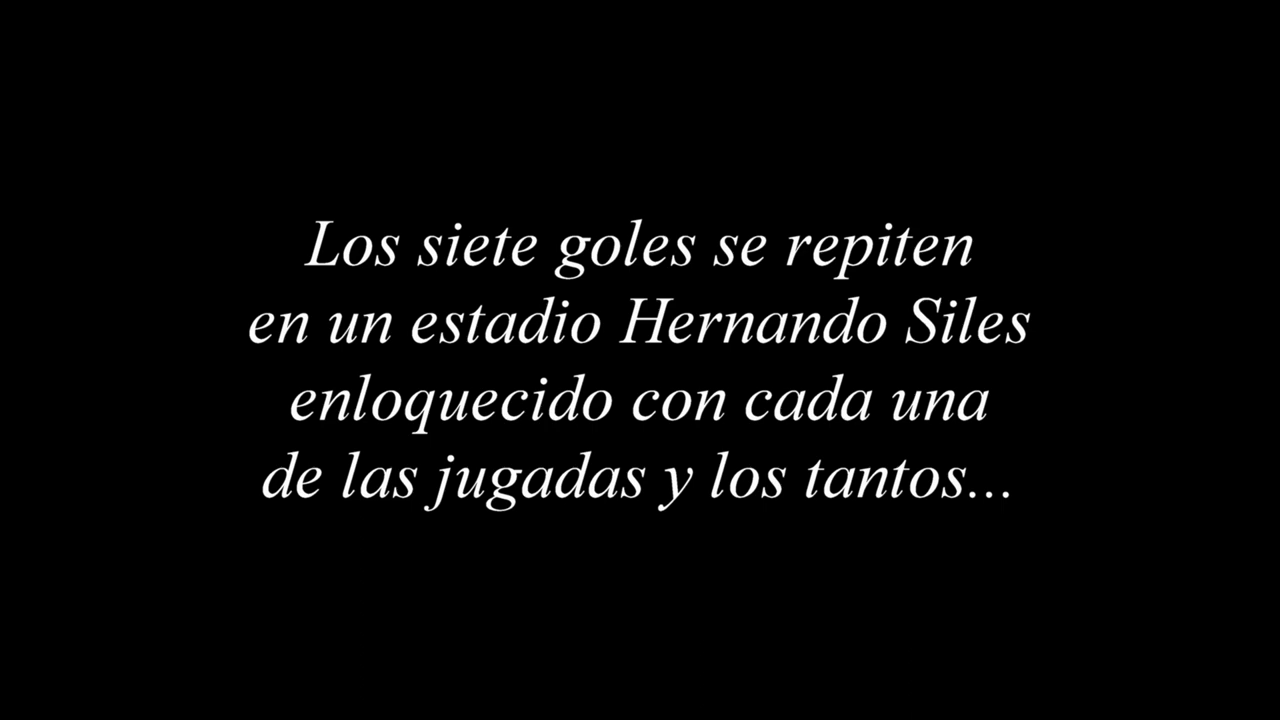 Los siete goles se repiten
en un estadio Hernando Siles
enloquecido con cada una
de las jugadas y los tantos...